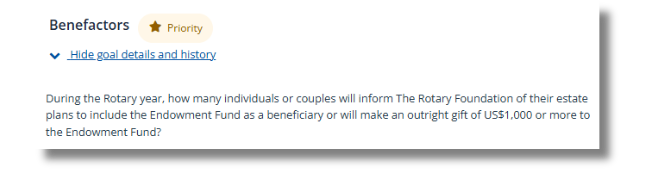 Benefactors Priority
Hide goal details and history
During the Rotary year, how many individuals or couples will inform The Rotary Foundation of their estate
plans to include the Endowment Fund as a beneficiary or will make an outright gift of US$1,000 or more to
the Endowment Fund?